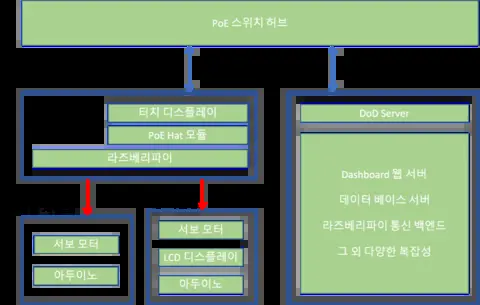 PoE 스위치 허브
터치 디스플레이
PoE Hat 모듈
라즈베리파이
서보 모터
아두이노
서보 모터
LCD 디스플레이
아두이노
DoD Server
Dashboard 웹 서버
데이터 베이스 서버
라즈베리파이 통신 백엔드
그 외 다양한 복잡성